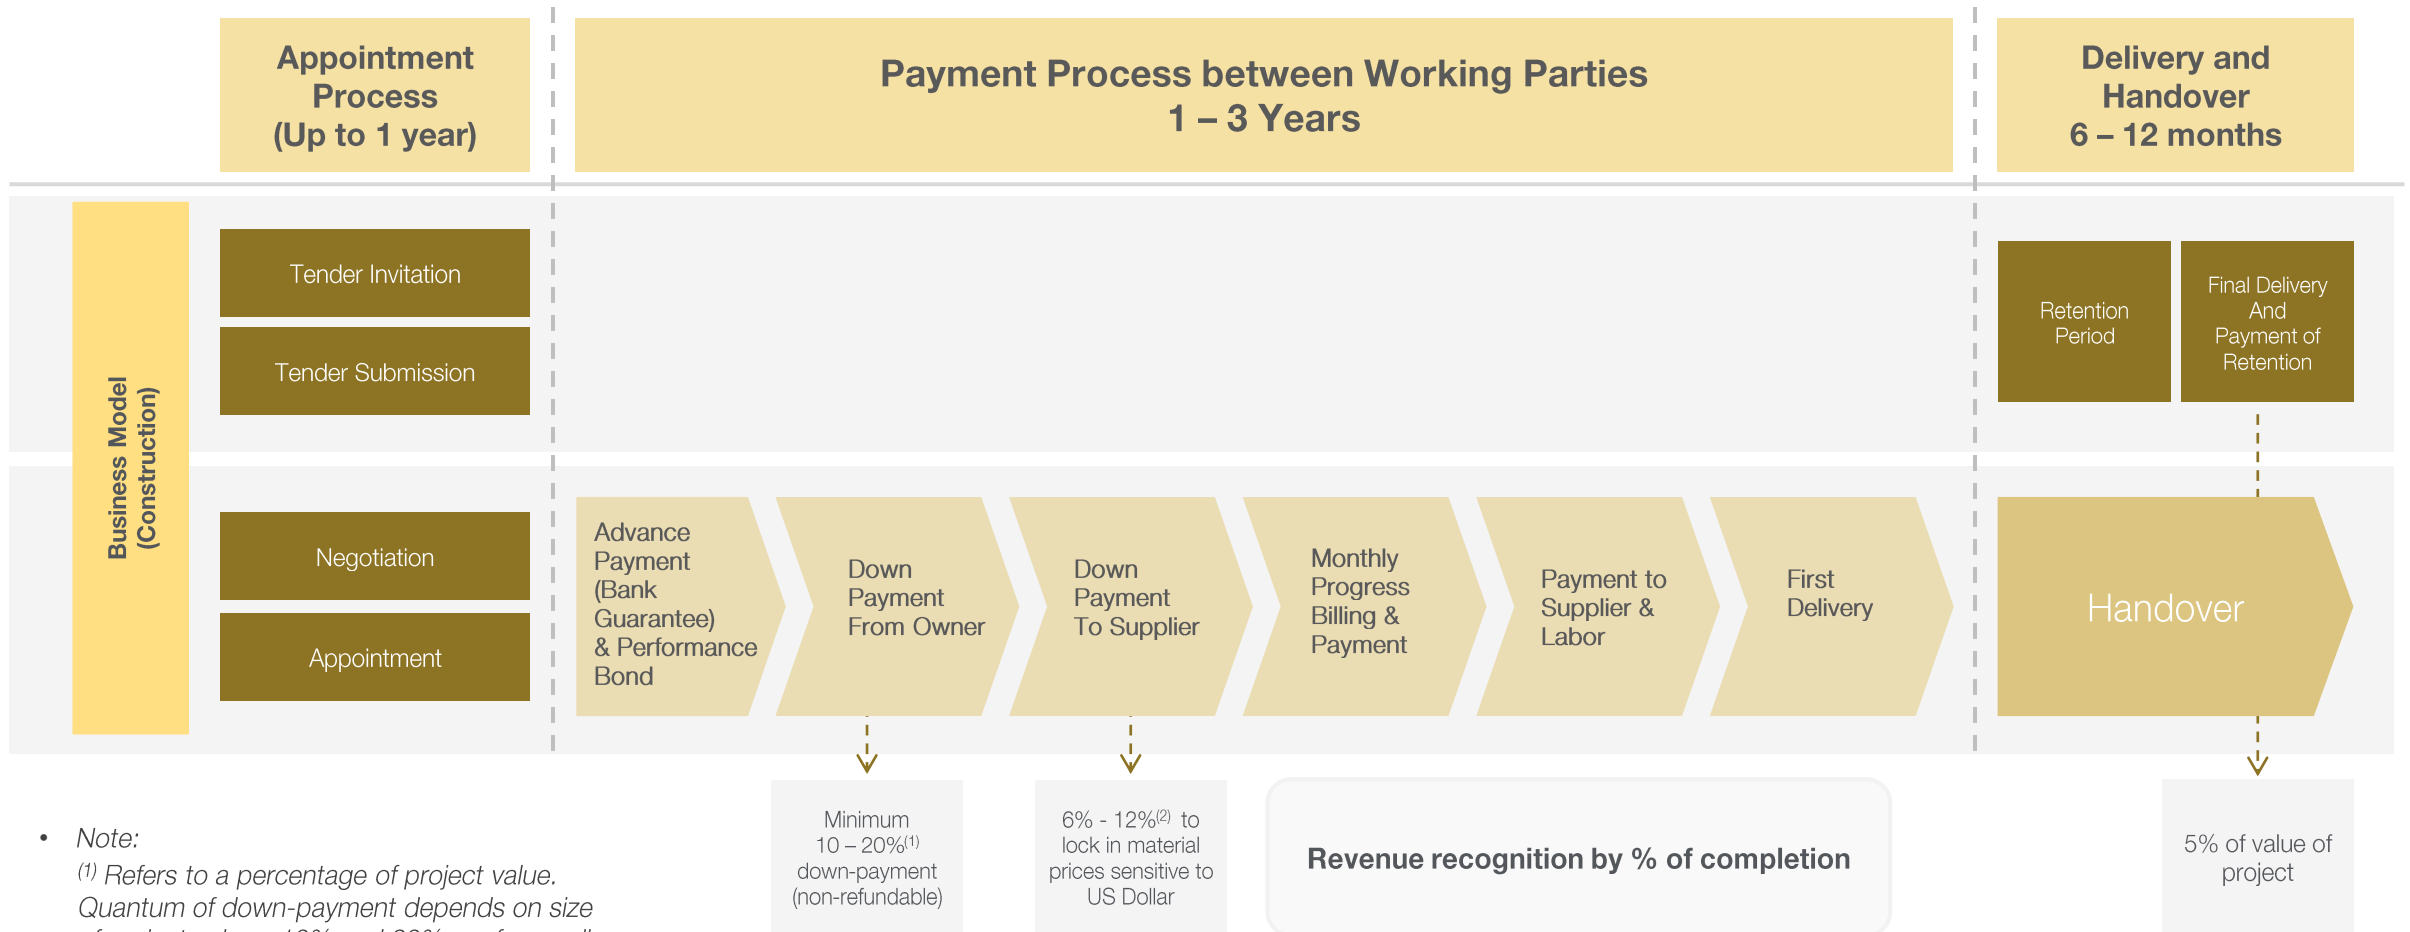 Appointment
Process
(Up to 1 year)
Payment Process between Working Parties
1 – 3 Years
Delivery and
Handover
6 – 12 months
Business Model
(Construction)
Tender Invitation
Tender Submission
Negotiation
Appointment
Retention
Period
Final Delivery
And
Payment of
Retention
Advance
Payment
(Bank
Guarantee)
& Performance
Bond
Down
Payment
From Owner
Down
Payment
To Supplier
Monthly
Progress
Billing &
Payment
Payment to
Supplier &
Labor
First
Delivery
Handover
Minimum
10 – 20%(1)
down-payment
(non-refundable)
6% - 12%(2) to
lock in material
prices sensitive to
US Dollar
Revenue recognition by % of completion
5% of value of
project
• Note:
(1) Refers to a percentage of project value.
Quantum of down-payment depends on size